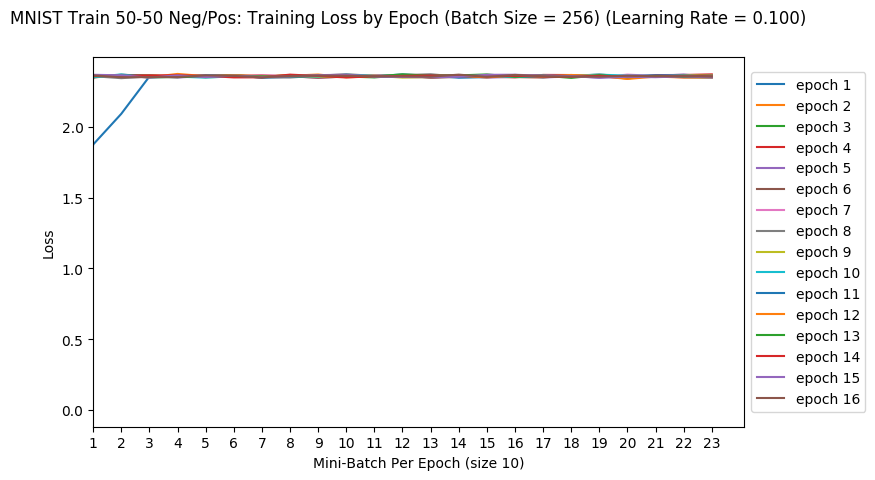 MNIST Train 50-50 Neg/Pos: Training Loss by Epoch (Batch Size = 256) (Learning Rate = 0.100)
2.0
1.5
1.0
0.5
0.0
Loss
1 2 3 4 5 6 7 8 9 10 11 12 13 14 15 16 17 18 19 20 21 22 23
Mini-Batch Per Epoch (size 10)
epoch 1
epoch 2
epoch 3
epoch 4
epoch 5
epoch 6
epoch 7
epoch 8
epoch 9
epoch 10
epoch 11
epoch 12
epoch 13
epoch 14
epoch 15
epoch 16